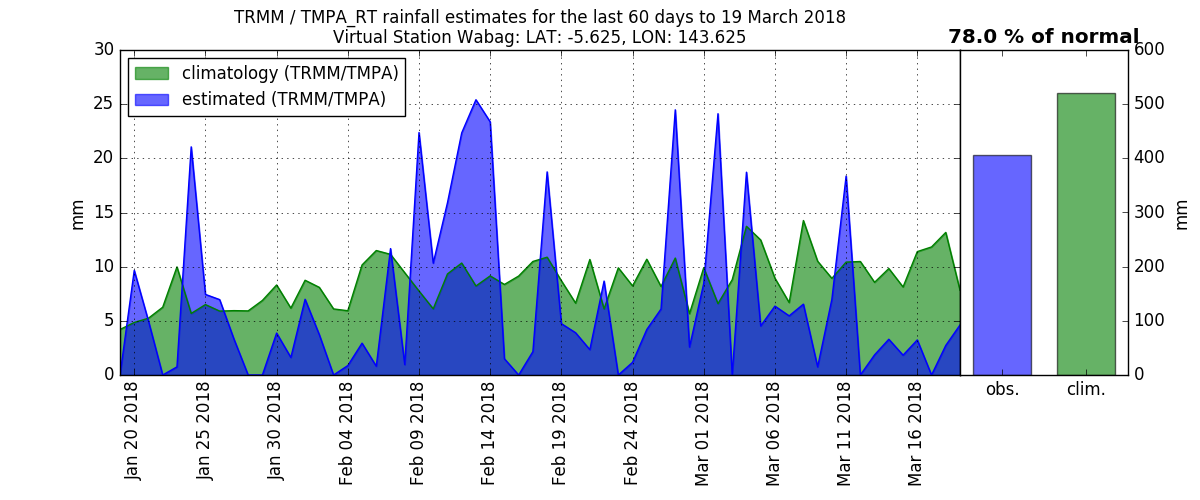 TRMM / TMPA_RT rainfall estimates for the last 60 days to 19 March 2018
Virtual Station Wabag: LAT: -5.625, LON: 143.625
78.0 % of normal
climatology (TRMM/TMPA)
estimated (TRMM/TMPA)
30
25
20
15
10
5
0
mm
Jan 20 2018
Jan 25 2018
Jan 30 2018
Feb 04 2018
Feb 09 2018
Feb 14 2018
Feb 19 2018
Feb 24 2018
Mar 01 2018
Mar 06 2018
Mar 11 2018
Mar 16 2018
obs.
clim.
600
500
400
300
200
100
0
mm